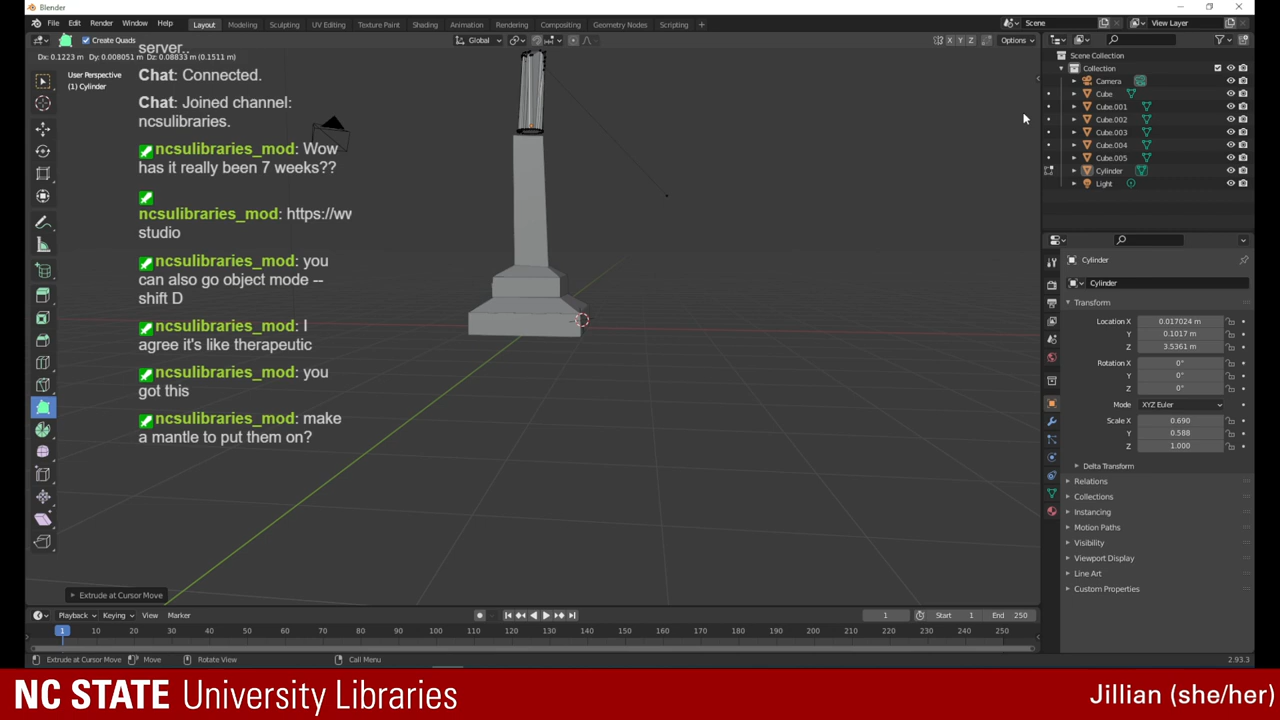 Blender
File Edit Render Window Help Layout Modeling Sculpting UV Editing Texture Paint Shading Animation Rendering Compositing Geometry Nodes Scripting + Scene View Layer
Create Quads Global X Y Z Options
Dx: 0.1223 m Dy: 0.008051 m Dz: 0.08833 m (0.1511 m)
User Perspective
(1) Cylinder
server..
Chat: Connected.
Chat: Joined channel:
ncsulibraries.
ncsulibraries_mod: Wow
has it really been 7 weeks??
ncsulibraries_mod: https://ww
studio
ncsulibraries_mod: you
can also go object mode --
shift D
ncsulibraries_mod: I
agree it's like therapeutic
ncsulibraries_mod: you
got this
ncsulibraries_mod: make
a mantle to put them on?
Extrude at Cursor Move
Scene Collection
Collection
Camera
Cube
Cube.001
Cube.002
Cube.003
Cube.004
Cube.005
Cylinder
Light
Cylinder
Cylinder
Transform
Location X 0.017024 m
Y 0.1017 m
Z 3.5361 m
Rotation X 0°
Y 0°
Z 0°
Mode XYZ Euler
Scale X 0.690
Y 0.588
Z 1.000
Delta Transform
Relations
Collections
Instancing
Motion Paths
Visibility
Viewport Display
Line Art
Custom Properties
Playback Keying View Marker 1 Start 1 End 250
1 10 20 30 40 50 60 70 80 90 100 110 120 130 140 150 160 170 180 190 200 210 220 230 240 250
Extrude at Cursor Move Move Rotate View Call Menu 2.93.3
NC STATE University Libraries Jillian (she/her)